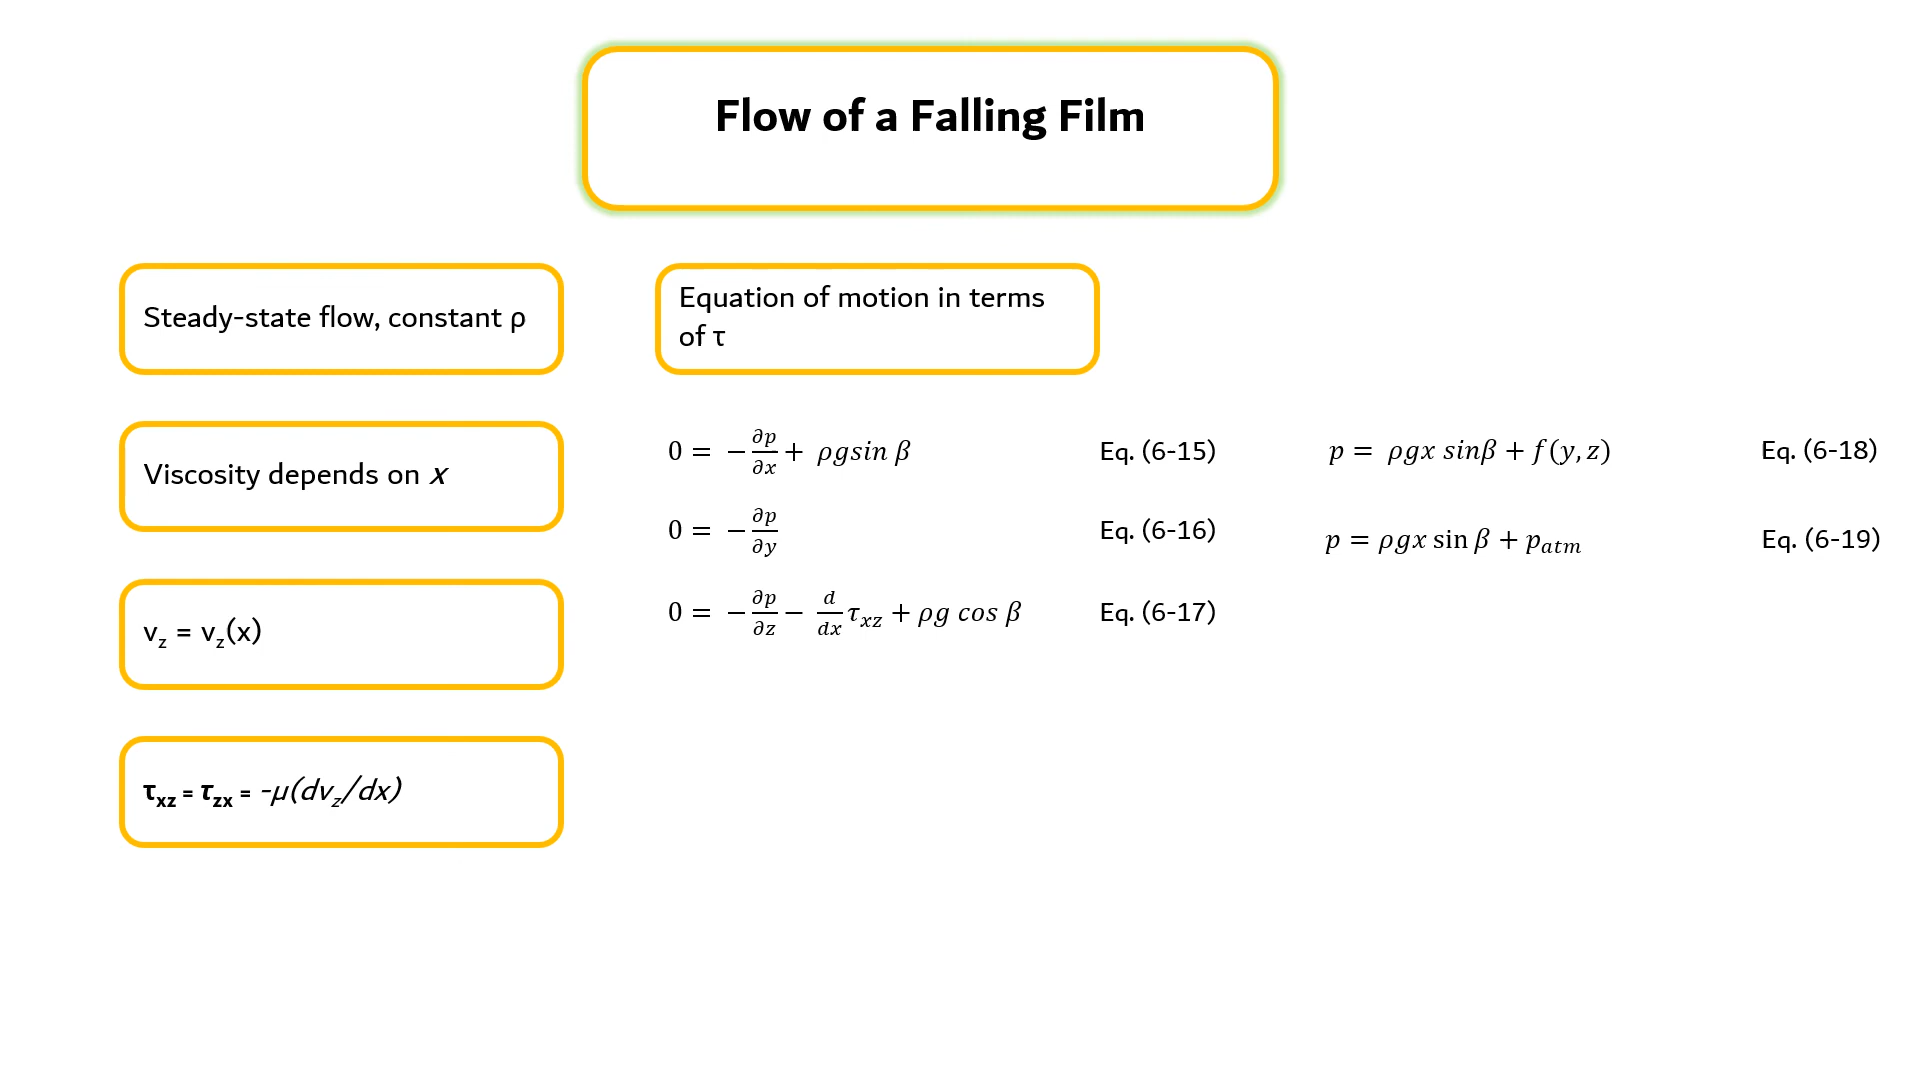 Flow of a Falling Film
Steady-state flow, constant ρ
Viscosity depends on x
v_z = v_z(x)
τ_xz = τ_zx = -μ(dv_z/dx)
Equation of motion in terms
of τ
0 = −∂p/∂x + ρgsin β Eq. (6-15)
0 = −∂p/∂y Eq. (6-16)
0 = −∂p/∂z − d/dx τ_xz + ρg cos β Eq. (6-17)
p = ρgx sinβ + f(y, z) Eq. (6-18)
p = ρgx sin β + p_atm Eq. (6-19)